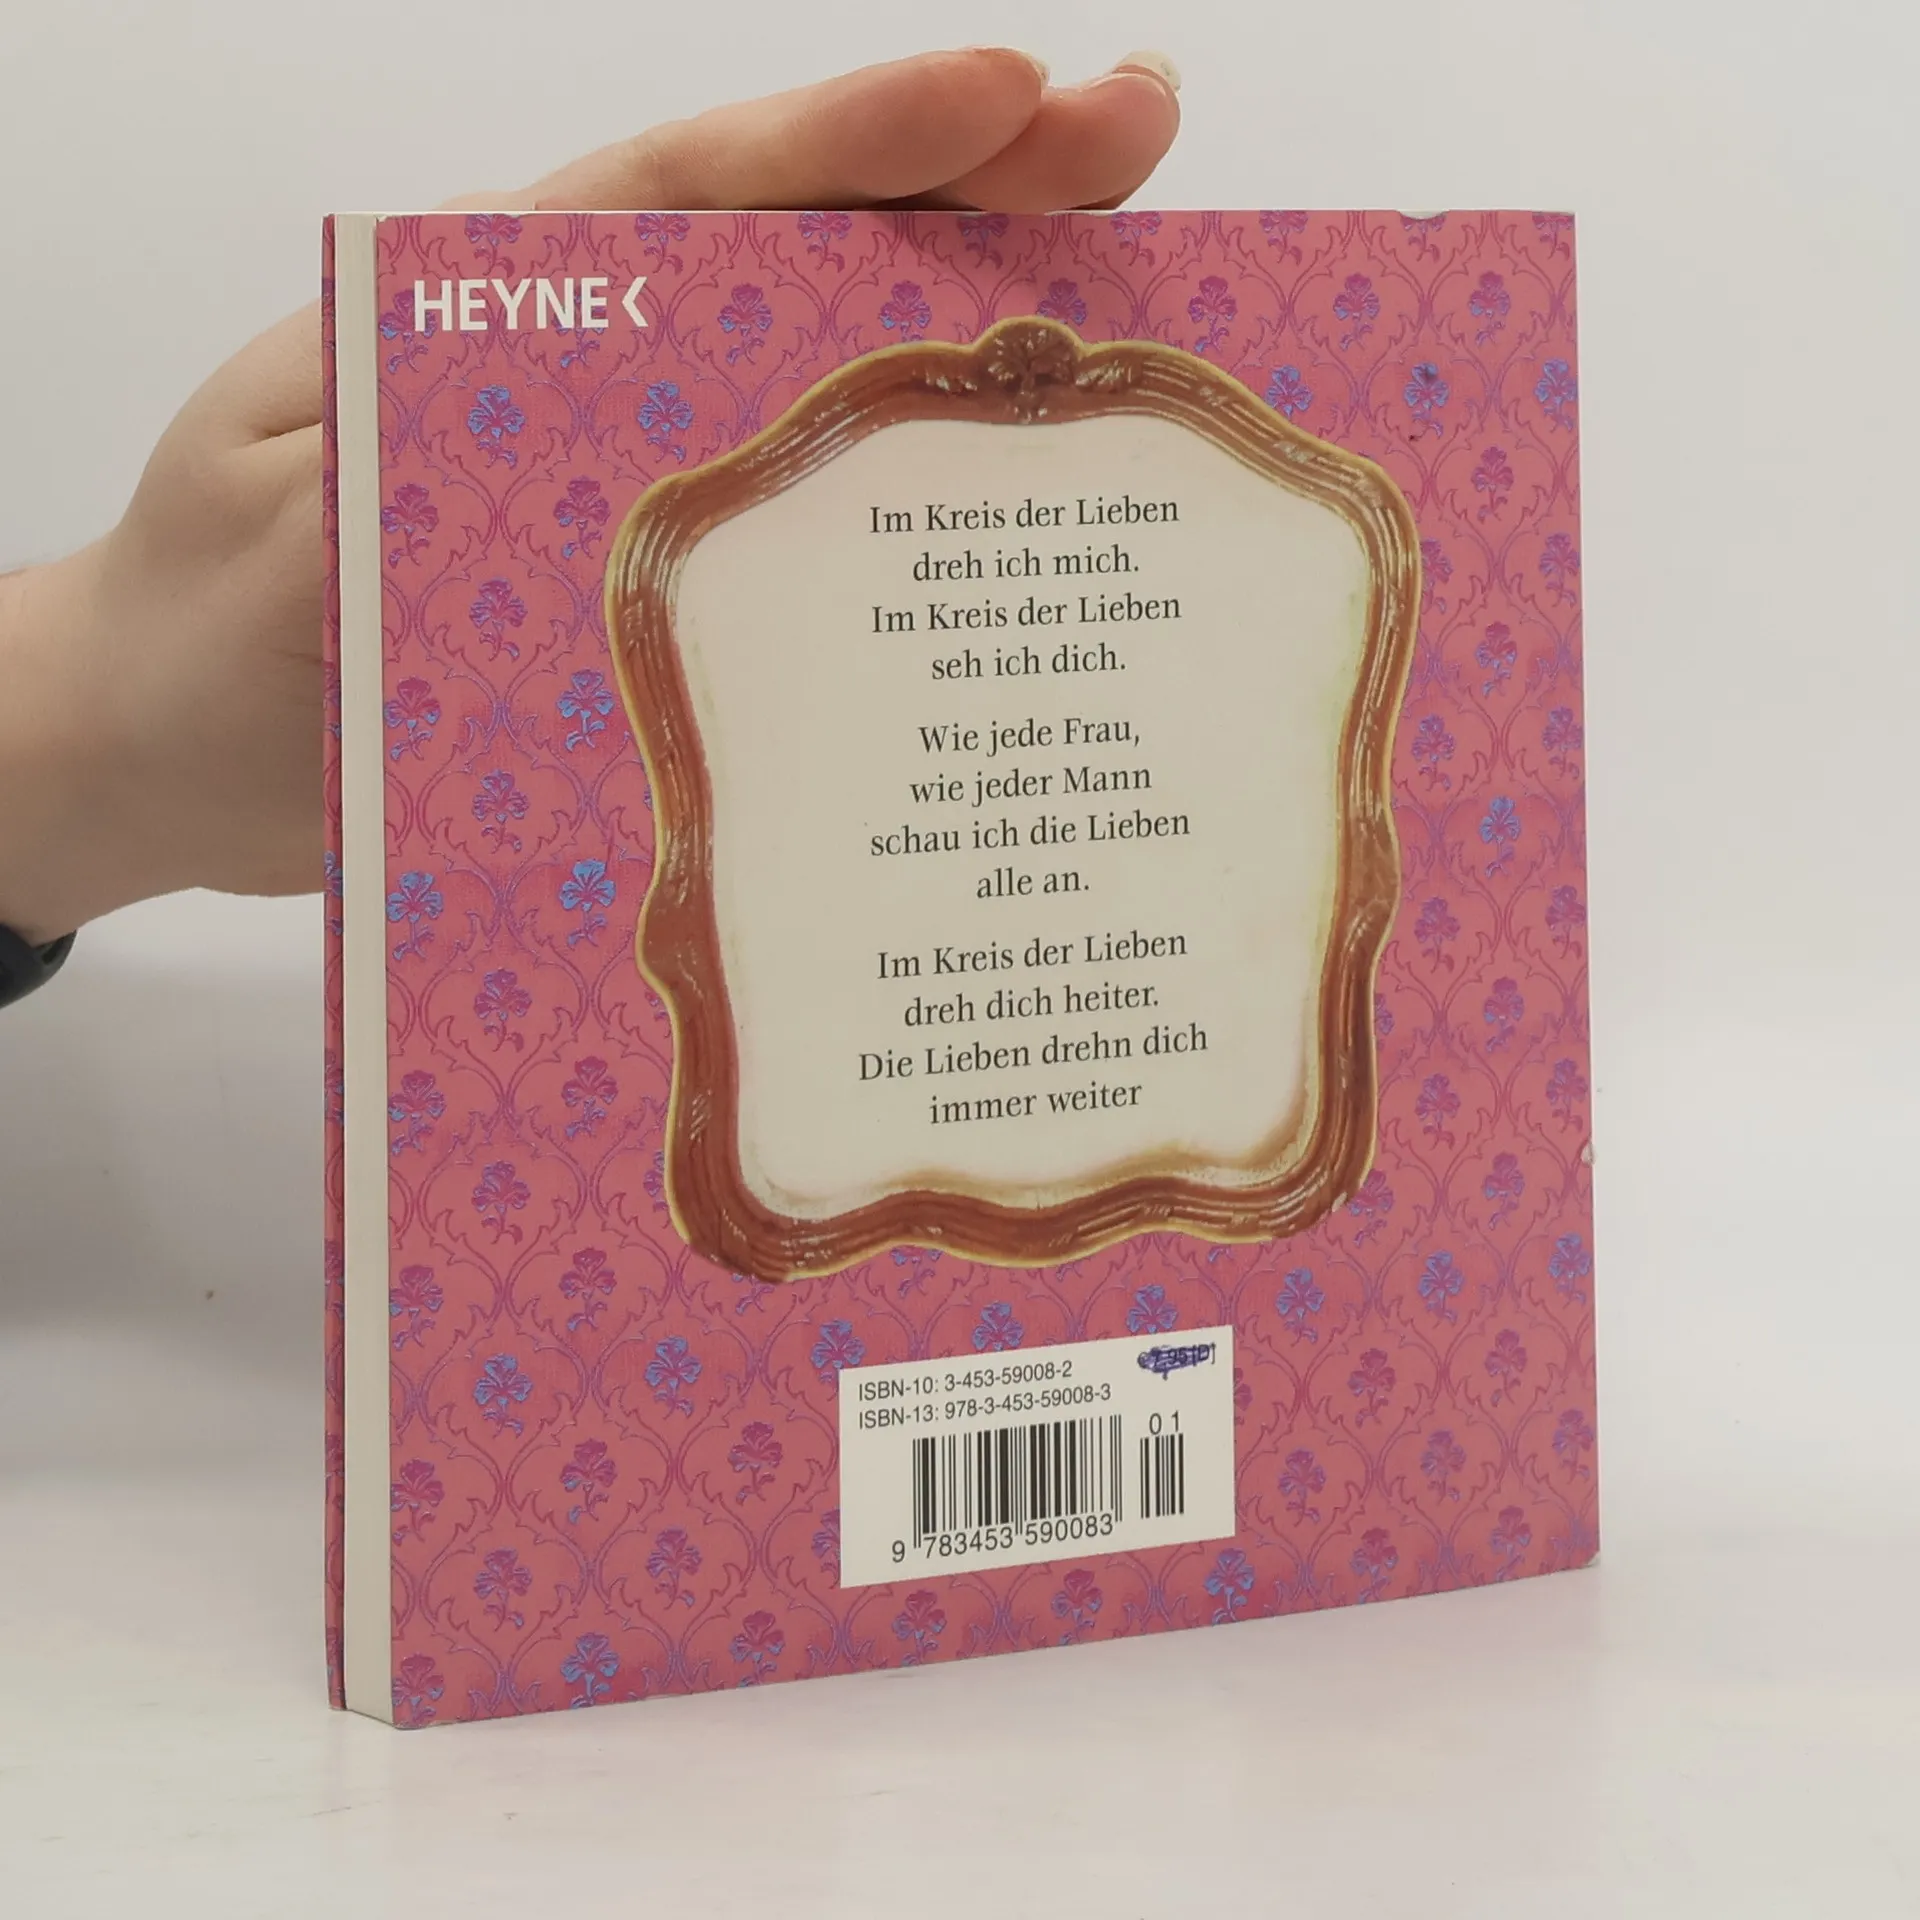 HEYNE<
Im Kreis der Lieben
dreh ich mich.
Im Kreis der Lieben
seh ich dich.
Wie jede Frau,
wie jeder Mann
schau ich die Lieben
alle an.
Im Kreis der Lieben
dreh dich heiter.
Die Lieben drehn dich
immer weiter
ISBN-10: 3-453-59008-2
ISBN-13: 978-3-453-59008-3
01
9 783453 590083